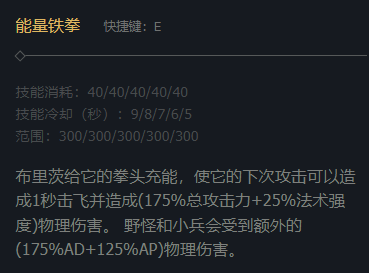 能量铁拳 快捷键：E
技能消耗：40/40/40/40/40
技能冷却（秒）：9/8/7/6/5
范围：300/300/300/300/300
布里茨给它的拳头充能，使它的下次攻击可以造
成1秒击飞并造成(175%总攻击力+25%法术强
度)物理伤害。 野怪和小兵会受到额外的
(175%AD+125%AP)物理伤害。